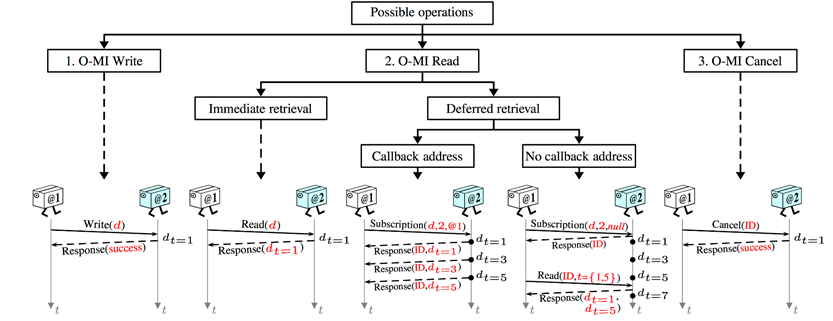 Possible operations
1. O-MI Write
2. O-MI Read
3. O-MI Cancel
Immediate retrieval
Deferred retrieval
Callback address
No callback address
@1
@2
Write(d)
Response(success)
dt=1
t
t
@1
@2
Read(d)
Response(dt=1)
dt=1
t
t
@1
@2
Subscription(d,2,@1)
Response(ID,dt=1)
Response(ID,dt=3)
Response(ID,dt=5)
dt=1
dt=3
dt=5
t
t
@1
@2
Subscription(d,2,null)
Response(ID)
Read(ID,t={1,5})
Response(dt=1,
dt=5)
dt=1
dt=3
dt=5
dt=7
t
t
@1
@2
Cancel(ID)
Response(success)
dt=1
t
t